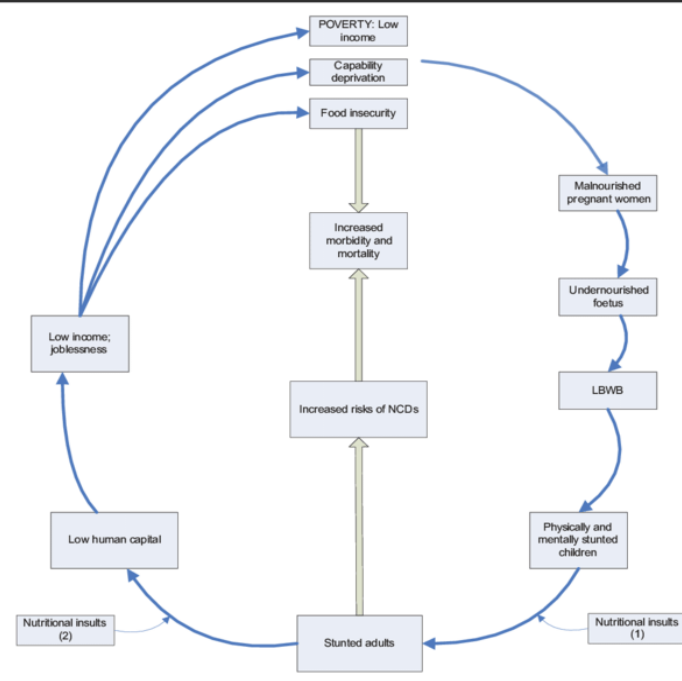 POVERTY: Low
income
Capability
deprivation
Food insecurity
Malnourished
pregnant women
Increased
morbidity and
mortality
Undernourished
foetus
Low income;
joblessness
LBWB
Increased risks of NCDs
Low human capital
Physically and
mentally stunted
children
Nutritional insults
(2)
Stunted adults
Nutritional insults
(1)